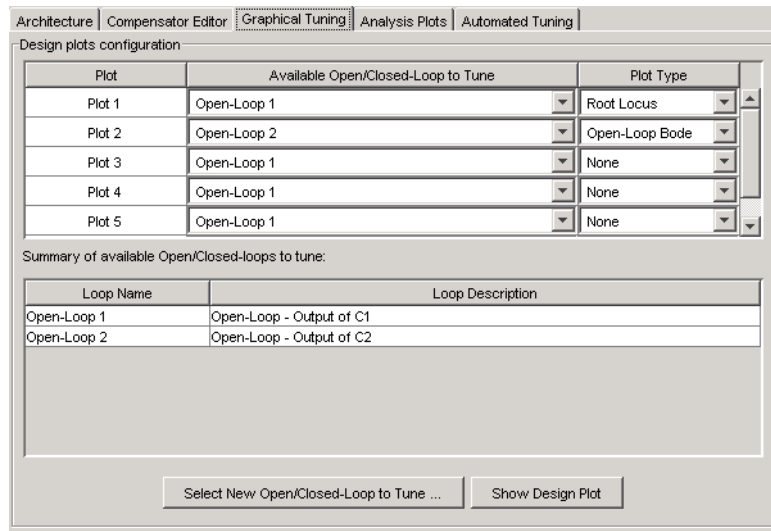 Architecture Compensator Editor Graphical Tuning Analysis Plots Automated Tuning
Design plots configuration
Plot Available Open/Closed-Loop to Tune Plot Type
Plot 1 Open-Loop 1 Root Locus
Plot 2 Open-Loop 2 Open-Loop Bode
Plot 3 Open-Loop 1 None
Plot 4 Open-Loop 1 None
Plot 5 Open-Loop 1 None
Summary of available Open/Closed-loops to tune:
Loop Name Loop Description
Open-Loop 1 Open-Loop - Output of C1
Open-Loop 2 Open-Loop - Output of C2
Select New Open/Closed-Loop to Tune ... Show Design Plot